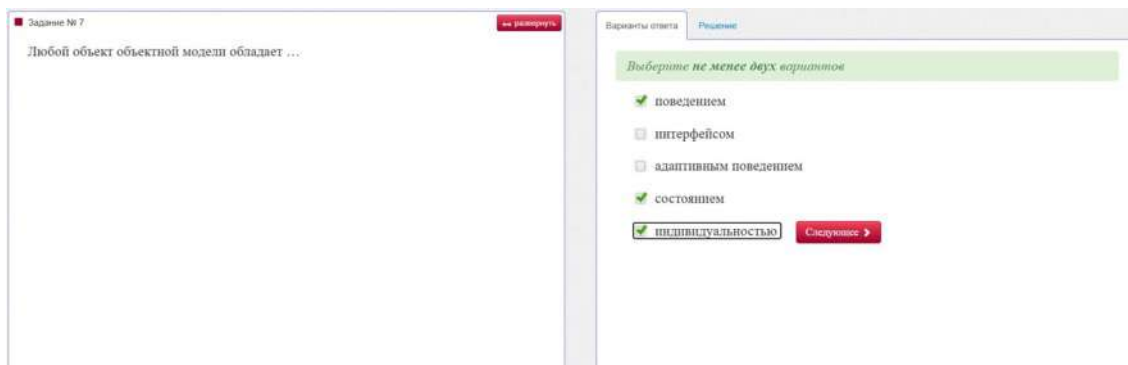 Задание № 7
развернуть
Любой объект объектной модели обладает …
Варианты ответа
Решение
Выберите не менее двух вариантов
поведением
интерфейсом
адаптивным поведением
состоянием
индивидуальностью
Следующее